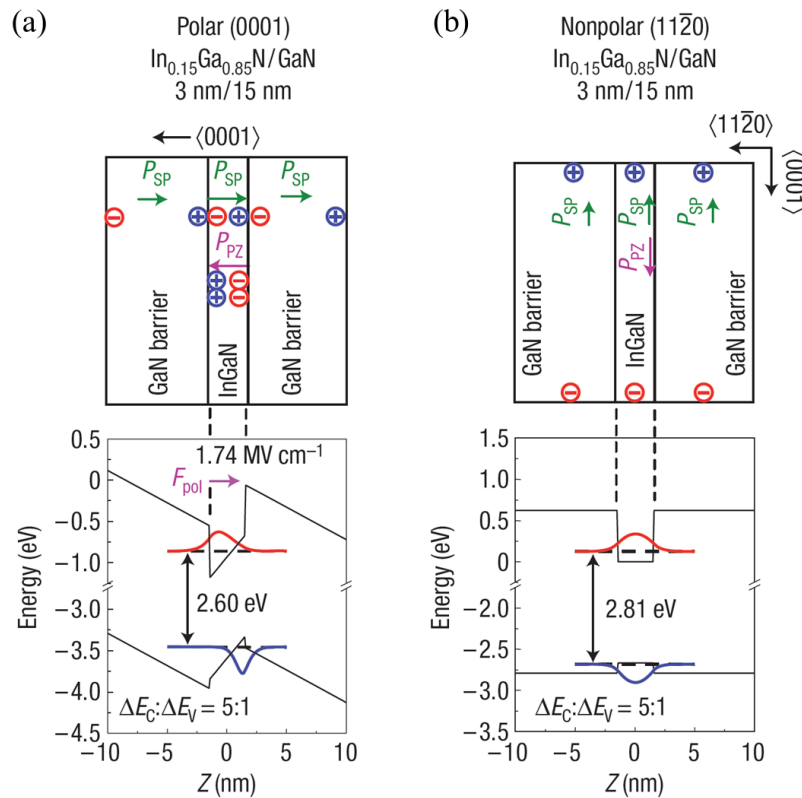 (a)
Polar (0001)
In0.15Ga0.85N/GaN
3 nm/15 nm
⟨0001⟩
PSP
PSP
PSP
PPZ
GaN barrier
InGaN
GaN barrier
0.5
0
−0.5
−1.0
−3.0
−3.5
−4.0
−4.5
Energy (eV)
1.74 MV cm−1
Fpol
2.60 eV
ΔEC:ΔEV = 5:1
−10
−5
0
5
10
Z (nm)
(b)
Nonpolar (112̄0)
In0.15Ga0.85N/GaN
3 nm/15 nm
⟨112̄0⟩
⟨0001⟩
PSP
PSP
PSP
PPZ
GaN barrier
InGaN
GaN barrier
1.5
1.0
0.5
0
−2.0
−2.5
−3.0
−3.5
Energy (eV)
2.81 eV
ΔEC:ΔEV = 5:1
−10
−5
0
5
10
Z (nm)